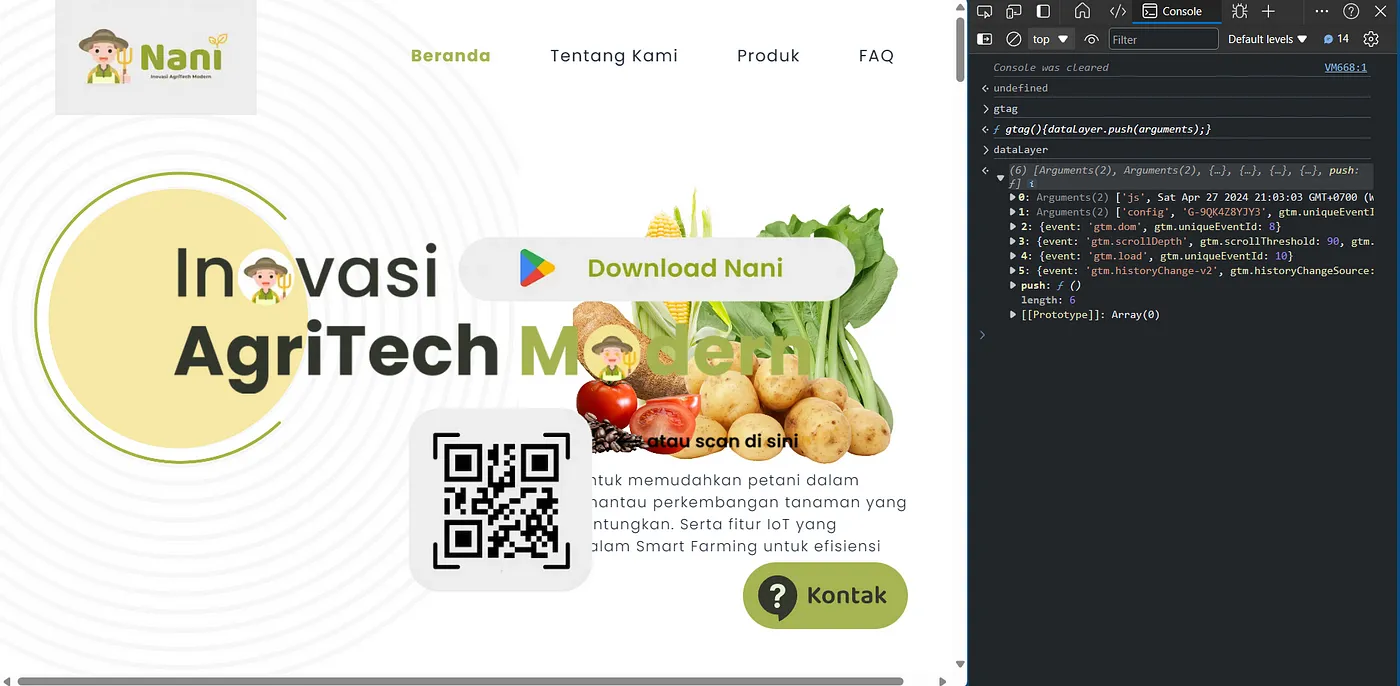 Nani
Inovasi AgriTech Modern
Beranda
Tentang Kami
Produk
FAQ
Inovasi
Download Nani
AgriTech Modern
atau scan di sini
ntuk memudahkan petani dalam
nantau perkembangan tanaman yang
ntungkan. Serta fitur IoT yang
alam Smart Farming untuk efisiensi
Kontak
Console
top
Filter
Default levels
14
Console was cleared
VM668:1
undefined
gtag
ƒ gtag(){dataLayer.push(arguments);}
dataLayer
(6) [Arguments(2), Arguments(2), {…}, {…}, {…}, {…}, push:
ƒ] i
0: Arguments(2) ['js', Sat Apr 27 2024 21:03:03 GMT+0700 (W
1: Arguments(2) ['config', 'G-9QK4Z8YJY3', gtm.uniqueEventI
2: {event: 'gtm.dom', gtm.uniqueEventId: 8}
3: {event: 'gtm.scrollDepth', gtm.scrollThreshold: 90, gtm.
4: {event: 'gtm.load', gtm.uniqueEventId: 10}
5: {event: 'gtm.historyChange-v2', gtm.historyChangeSource:
push: ƒ ()
length: 6
[[Prototype]]: Array(0)